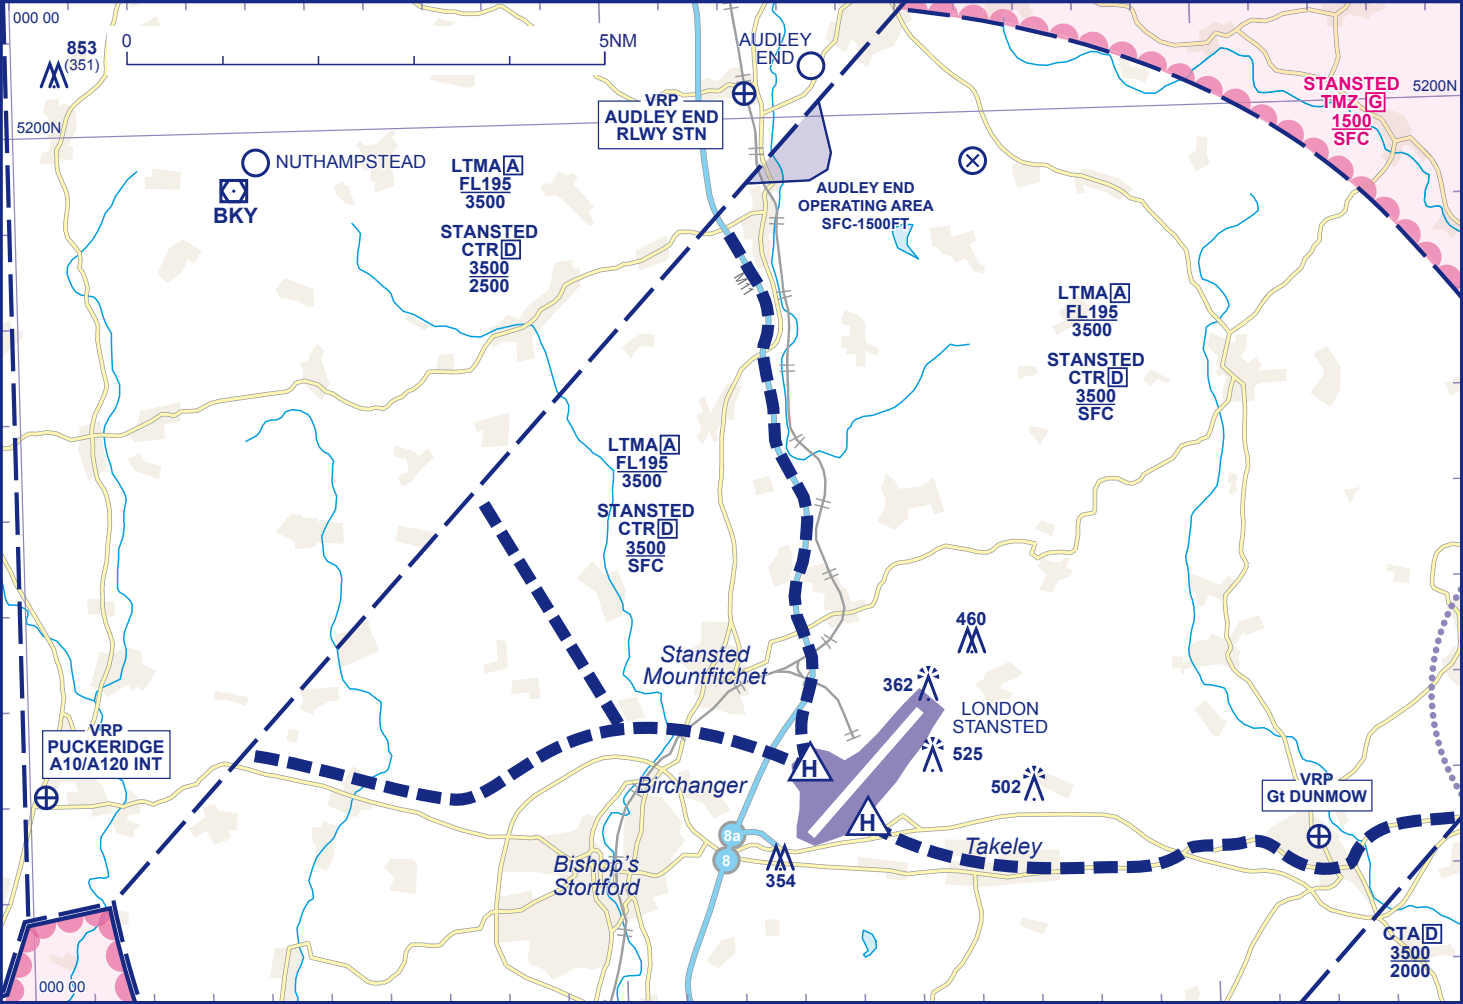 000 00
853
(351)
0
5NM
AUDLEY
END
VRP
AUDLEY END
RLWY STN
STANSTED
TMZ G
1500
SFC
5200N
5200N
NUTHAMPSTEAD
BKY
LTMA A
FL195
3500
STANSTED
CTR D
3500
2500
AUDLEY END
OPERATING AREA
SFC-1500FT
M11
LTMA A
FL195
3500
STANSTED
CTR D
3500
SFC
LTMA A
FL195
3500
STANSTED
CTR D
3500
SFC
460
Stansted
Mountfitchet
362
LONDON
STANSTED
525
502
VRP
PUCKERIDGE
A10/A120 INT
H
Birchanger
VRP
Gt DUNMOW
H
8a
8
Takeley
354
Bishop's
Stortford
CTA D
3500
2000
000 00